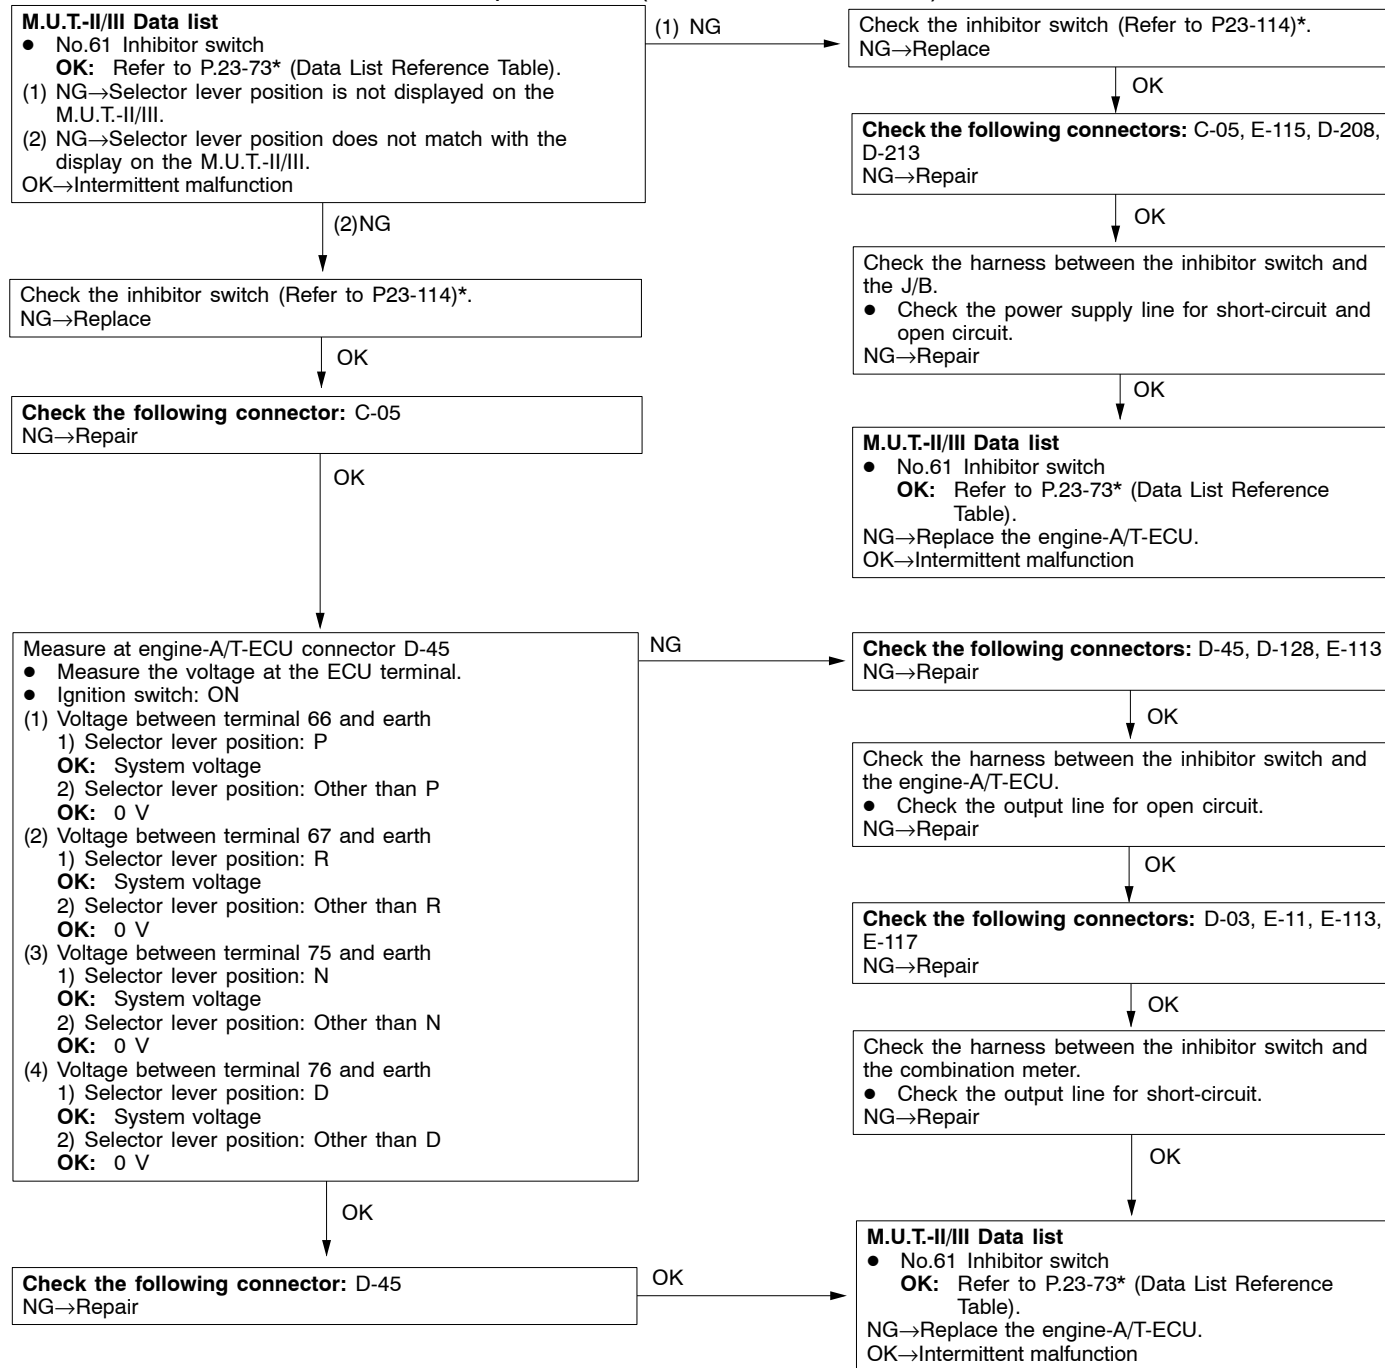 M.U.T.-II/III Data list
● No.61 Inhibitor switch
OK: Refer to P.23-73* (Data List Reference Table).
(1) NG→Selector lever position is not displayed on the
M.U.T.-II/III.
(2) NG→Selector lever position does not match with the
display on the M.U.T.-II/III.
OK→Intermittent malfunction
(1) NG
Check the inhibitor switch (Refer to P23-114)*.
NG→Replace
OK
Check the following connectors: C-05, E-115, D-208,
D-213
NG→Repair
OK
Check the harness between the inhibitor switch and
the J/B.
● Check the power supply line for short-circuit and
open circuit.
NG→Repair
OK
M.U.T.-II/III Data list
● No.61 Inhibitor switch
OK: Refer to P.23-73* (Data List Reference
Table).
NG→Replace the engine-A/T-ECU.
OK→Intermittent malfunction
(2)NG
Check the inhibitor switch (Refer to P23-114)*.
NG→Replace
OK
Check the following connector: C-05
NG→Repair
OK
Measure at engine-A/T-ECU connector D-45
● Measure the voltage at the ECU terminal.
● Ignition switch: ON
(1) Voltage between terminal 66 and earth
1) Selector lever position: P
OK: System voltage
2) Selector lever position: Other than P
OK: 0 V
(2) Voltage between terminal 67 and earth
1) Selector lever position: R
OK: System voltage
2) Selector lever position: Other than R
OK: 0 V
(3) Voltage between terminal 75 and earth
1) Selector lever position: N
OK: System voltage
2) Selector lever position: Other than N
OK: 0 V
(4) Voltage between terminal 76 and earth
1) Selector lever position: D
OK: System voltage
2) Selector lever position: Other than D
OK: 0 V
NG
Check the following connectors: D-45, D-128, E-113
NG→Repair
OK
Check the harness between the inhibitor switch and
the engine-A/T-ECU.
● Check the output line for open circuit.
NG→Repair
OK
Check the following connectors: D-03, E-11, E-113,
E-117
NG→Repair
OK
Check the harness between the inhibitor switch and
the combination meter.
● Check the output line for short-circuit.
NG→Repair
OK
OK
Check the following connector: D-45
NG→Repair
OK
M.U.T.-II/III Data list
● No.61 Inhibitor switch
OK: Refer to P.23-73* (Data List Reference
Table).
NG→Replace the engine-A/T-ECU.
OK→Intermittent malfunction